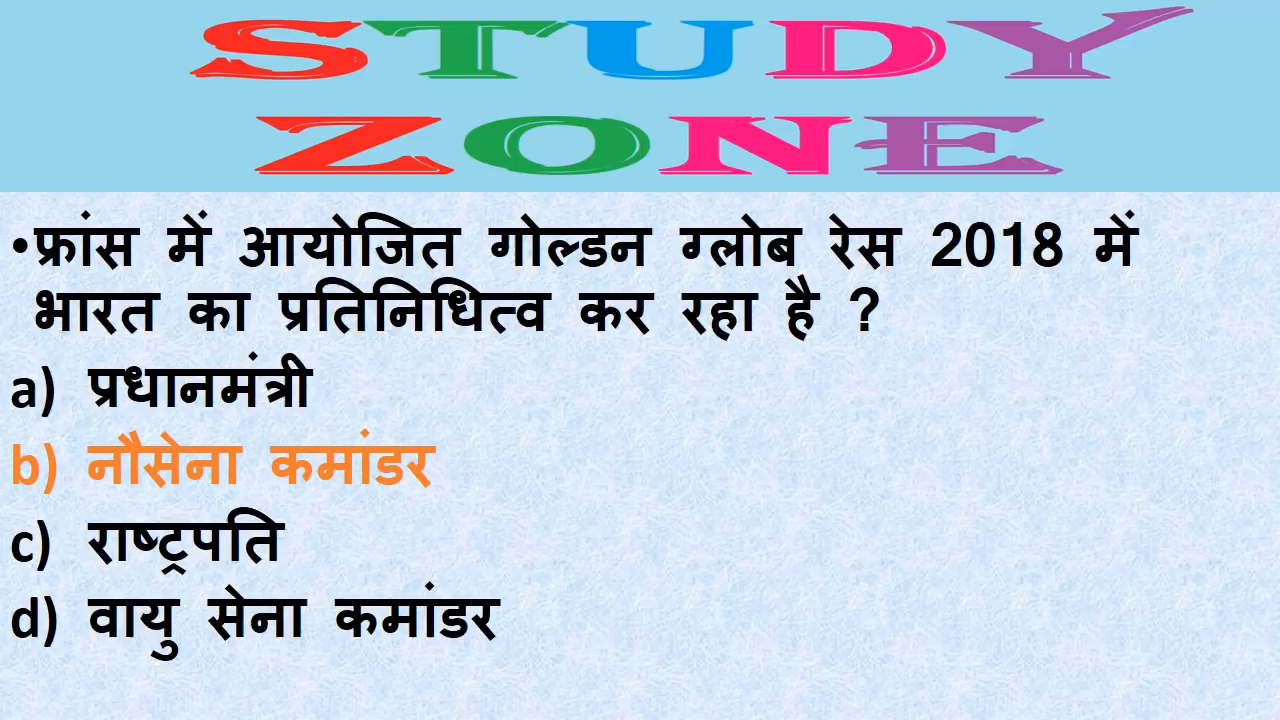 STUDY
ZONE
•फ्रांस में आयोजित गोल्डन ग्लोब रेस 2018 में
भारत का प्रतिनिधित्व कर रहा है ?
a) प्रधानमंत्री
b) नौसेना कमांडर
c) राष्ट्रपति
d) वायु सेना कमांडर